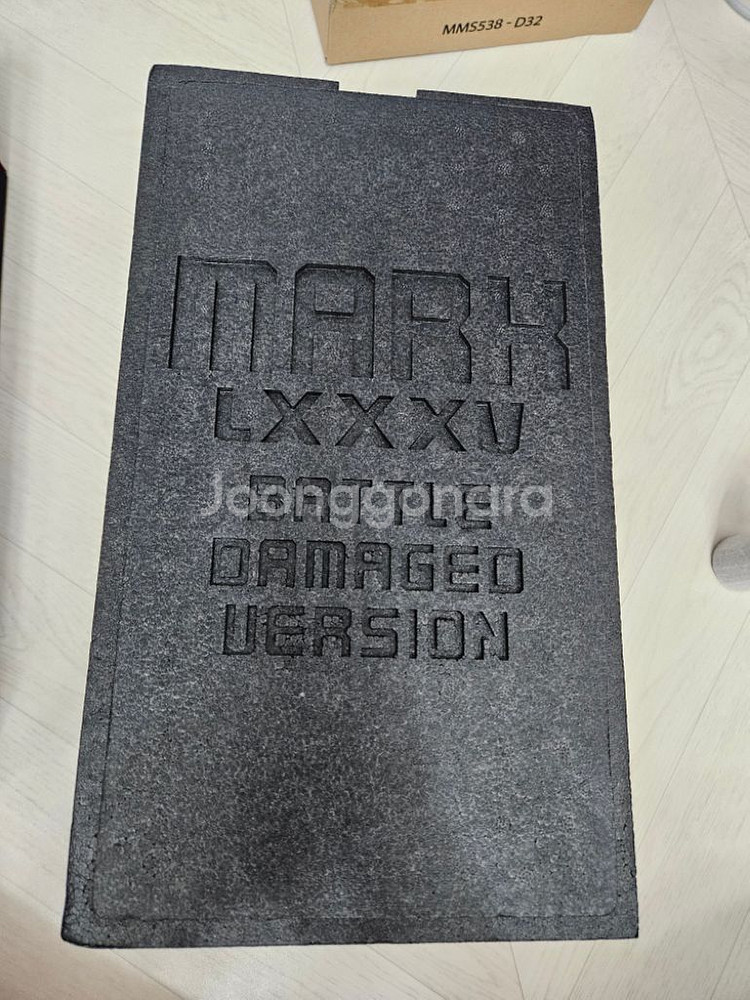 MMS538 - D32
MARK
LXXXV
BATTLE
DAMAGED
VERSION
Joonggonara